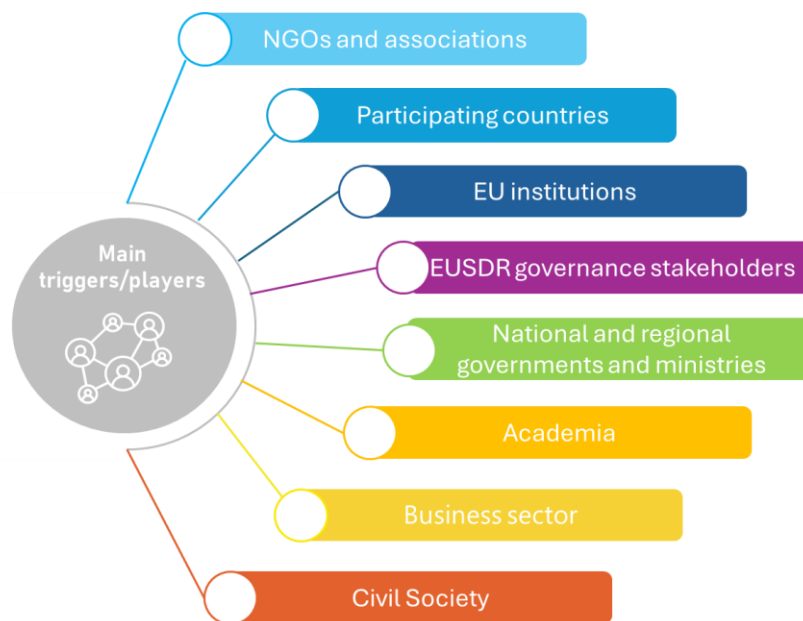 NGOs and associations
Participating countries
EU institutions
Main
triggers/players
EUSDR governance stakeholders
National and regional
governments and ministries
Academia
Business sector
Civil Society